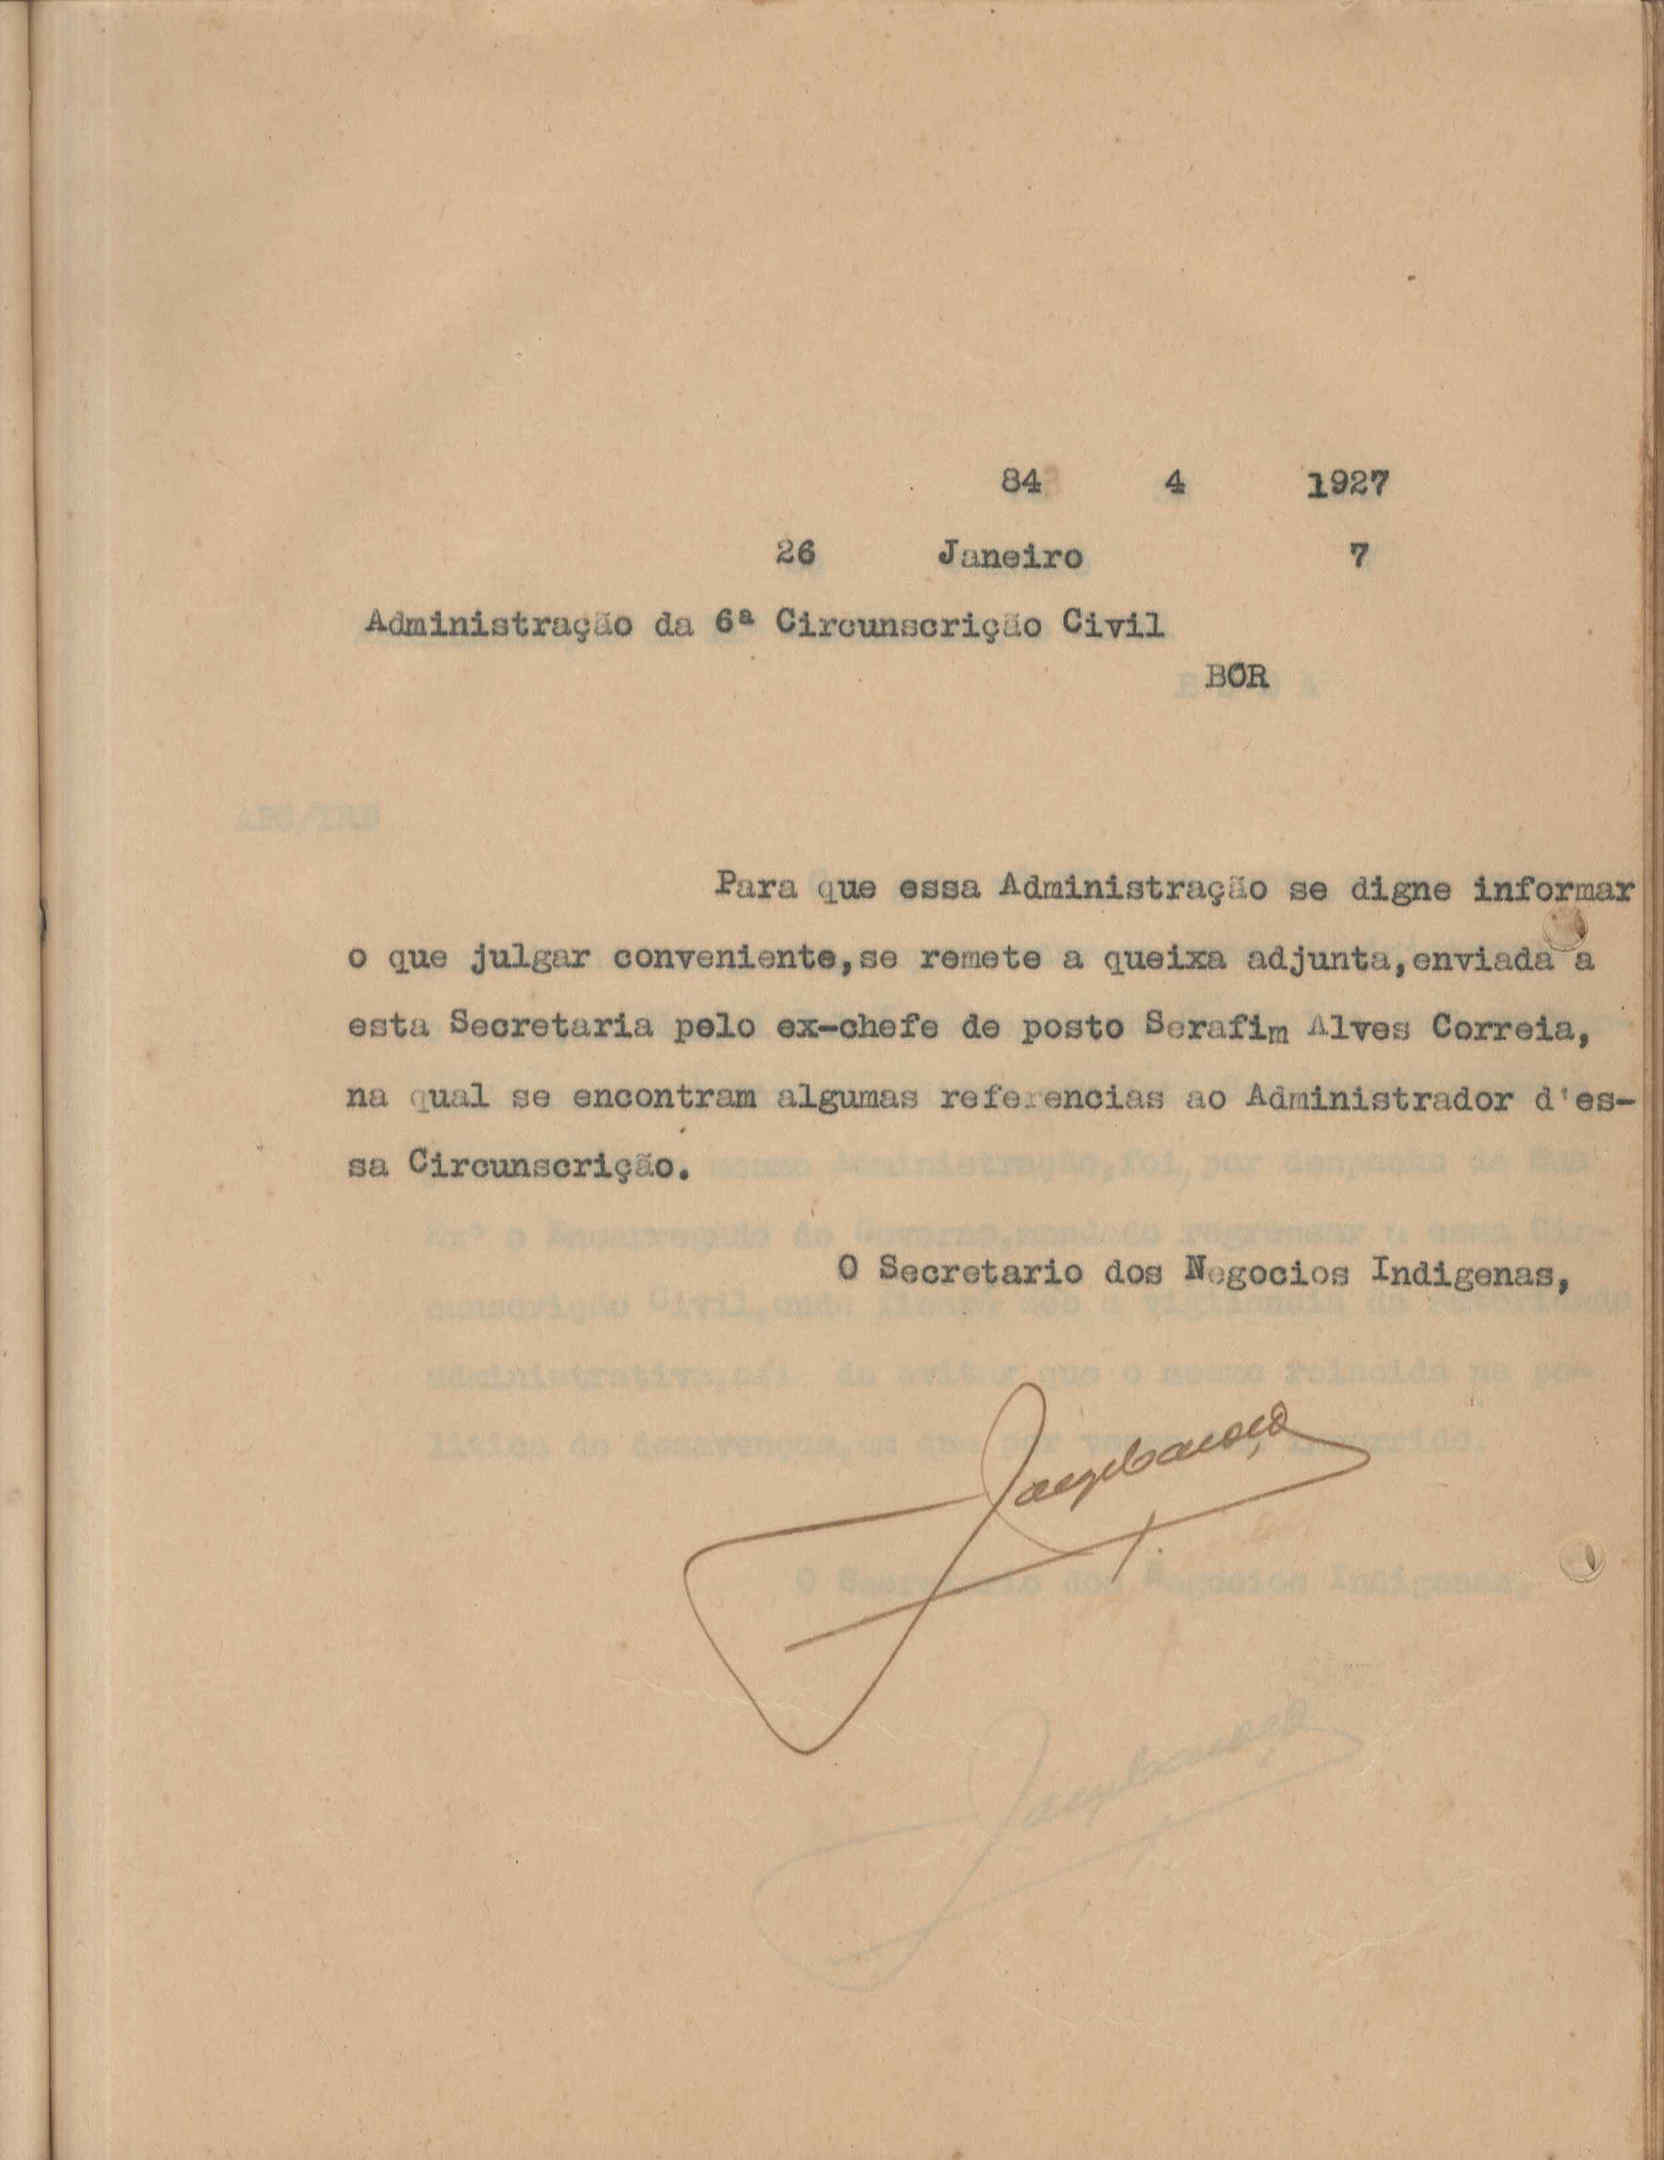 84 4 1927
26 Janeiro 7
Administração da 6ª Circunscrição Civil
BÓR
Para que essa Administração se digne informar
o que julgar conveniente,se remete a queixa adjunta,enviada a
esta Secretaria pelo ex-chefe de posto Serafim Alves Correia,
na qual se encontram algumas referencias ao Administrador d'es-
sa Circunscrição.
O Secretario dos Negocios Indigenas,